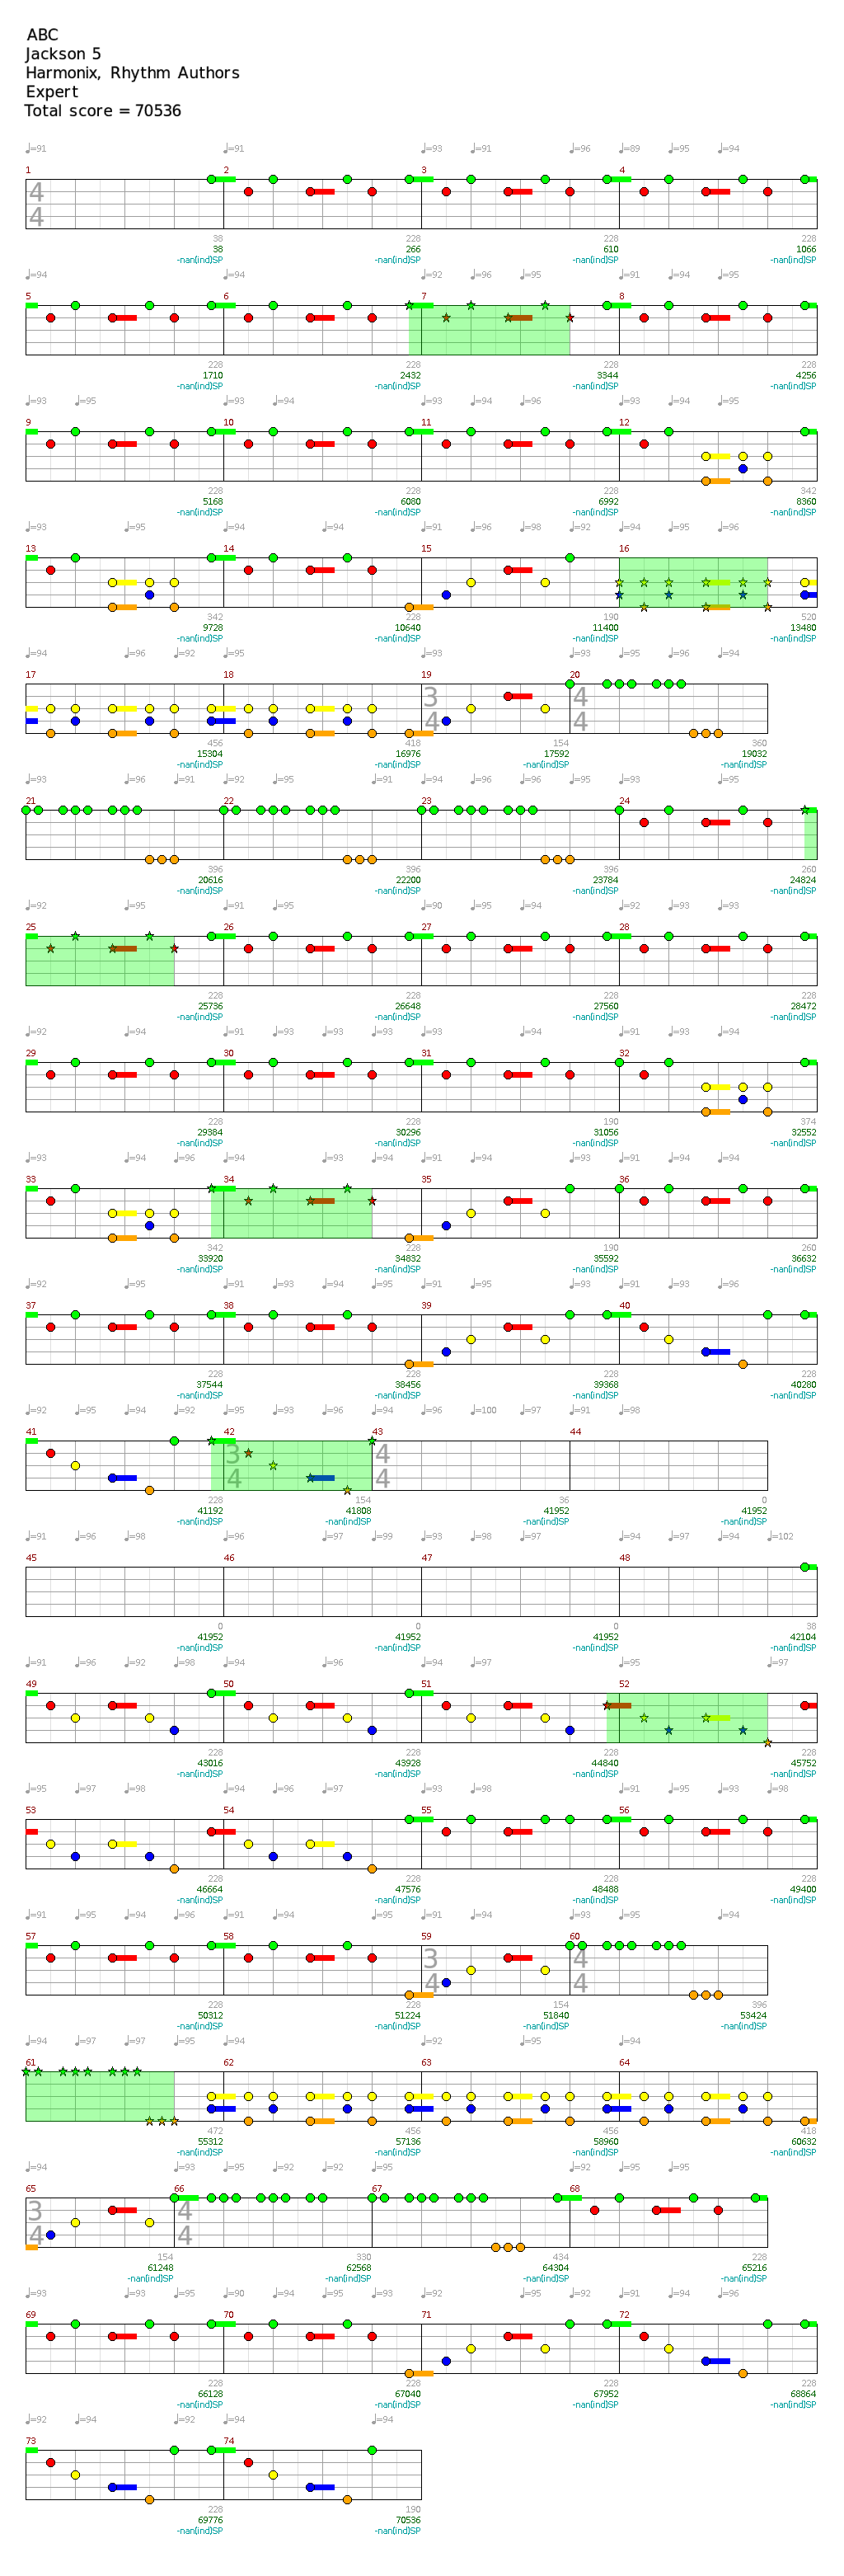 ABC
Jackson 5
Harmonix, Rhythm Authors
Expert
Total score = 70536
♩=91 ♩=91 ♩=93 ♩=91 ♩=96 ♩=89 ♩=95 ♩=94
1 2 3 4
4
4
38 228 228 228
38 266 610 1066
-nan(ind)SP -nan(ind)SP -nan(ind)SP -nan(ind)SP
♩=94 ♩=94 ♩=92 ♩=96 ♩=95 ♩=91 ♩=94 ♩=95
5 6 7 8
228 228 228 228
1710 2432 3344 4256
-nan(ind)SP -nan(ind)SP -nan(ind)SP -nan(ind)SP
♩=93 ♩=95 ♩=93 ♩=94 ♩=93 ♩=94 ♩=96 ♩=92 ♩=94 ♩=95
9 10 11 12
228 228 228 342
5168 6080 6992 8360
-nan(ind)SP -nan(ind)SP -nan(ind)SP -nan(ind)SP
♩=93 ♩=95 ♩=94 ♩=94 ♩=91 ♩=96 ♩=98 ♩=92 ♩=94 ♩=95 ♩=96
13 14 15 16
342 228 190 520
9728 10640 11400 13480
-nan(ind)SP -nan(ind)SP -nan(ind)SP -nan(ind)SP
♩=94 ♩=96 ♩=92 ♩=95 ♩=93 ♩=93 ♩=95 ♩=95 ♩=94
17 18 19 20
3 4
4 4
456 418 154 360
15304 16976 17592 19032
-nan(ind)SP -nan(ind)SP -nan(ind)SP -nan(ind)SP
♩=93 ♩=96 ♩=91 ♩=92 ♩=95 ♩=91 ♩=94 ♩=96 ♩=95 ♩=93 ♩=95
21 22 23 24
396 396 396 260
20616 22200 23784 24824
-nan(ind)SP -nan(ind)SP -nan(ind)SP -nan(ind)SP
♩=92 ♩=95 ♩=91 ♩=95 ♩=90 ♩=95 ♩=94 ♩=91 ♩=93 ♩=94
25 26 27 28
228 228 228 228
25736 26648 27560 28472
-nan(ind)SP -nan(ind)SP -nan(ind)SP -nan(ind)SP
♩=92 ♩=94 ♩=91 ♩=93 ♩=93 ♩=93 ♩=93 ♩=94 ♩=91 ♩=93 ♩=94
29 30 31 32
228 228 190 374
29384 30296 31056 32552
-nan(ind)SP -nan(ind)SP -nan(ind)SP -nan(ind)SP
♩=93 ♩=94 ♩=96 ♩=94 ♩=93 ♩=94 ♩=95 ♩=91 ♩=94 ♩=95 ♩=92 ♩=94 ♩=93 ♩=94
33 34 35 36
342 228 190 260
33920 34832 35592 36632
-nan(ind)SP -nan(ind)SP -nan(ind)SP -nan(ind)SP
♩=92 ♩=95 ♩=91 ♩=93 ♩=94 ♩=95 ♩=91 ♩=95 ♩=93 ♩=91 ♩=93 ♩=96
37 38 39 40
228 228 228 228
37544 38456 39368 40280
-nan(ind)SP -nan(ind)SP -nan(ind)SP -nan(ind)SP
♩=92 ♩=95 ♩=94 ♩=92 ♩=94 ♩=95 ♩=92 ♩=94 ♩=96 ♩=100 ♩=97 ♩=91 ♩=98
41 42 43 44
3 4
4 4
228 154 36 0
41192 41808 41952 41952
-nan(ind)SP -nan(ind)SP -nan(ind)SP -nan(ind)SP
♩=91 ♩=96 ♩=98 ♩=96 ♩=97 ♩=99 ♩=93 ♩=91 ♩=97 ♩=94 ♩=97 ♩=94 ♩=102
45 46 47 48
0 0 0 38
41952 41952 41952 42104
-nan(ind)SP -nan(ind)SP -nan(ind)SP -nan(ind)SP
♩=91 ♩=96 ♩=92 ♩=98 ♩=96 ♩=95 ♩=96 ♩=94 ♩=97 ♩=95 ♩=97
49 50 51 52
228 228 228 228
43016 43928 44840 45752
-nan(ind)SP -nan(ind)SP -nan(ind)SP -nan(ind)SP
♩=95 ♩=97 ♩=98 ♩=94 ♩=96 ♩=97 ♩=93 ♩=98 ♩=91 ♩=95 ♩=93 ♩=98
53 54 55 56
228 228 228 228
46664 47576 48488 49400
-nan(ind)SP -nan(ind)SP -nan(ind)SP -nan(ind)SP
♩=91 ♩=95 ♩=94 ♩=96 ♩=91 ♩=94 ♩=95 ♩=94 ♩=93 ♩=95 ♩=94
57 58 59 60
3 4
4 4
228 228 154 396
50312 51224 51840 53424
-nan(ind)SP -nan(ind)SP -nan(ind)SP -nan(ind)SP
♩=94 ♩=97 ♩=97 ♩=95 ♩=94 ♩=92 ♩=95 ♩=94
61 62 63 64
472 456 456 418
55312 57136 58960 60632
-nan(ind)SP -nan(ind)SP -nan(ind)SP -nan(ind)SP
♩=94 ♩=96 ♩=95 ♩=92 ♩=92 ♩=95 ♩=92 ♩=95 ♩=95
65 66 67 68
3 4
4 4
154 330 434 228
61248 62568 64304 65216
-nan(ind)SP -nan(ind)SP -nan(ind)SP -nan(ind)SP
♩=93 ♩=94 ♩=95 ♩=96 ♩=90 ♩=94 ♩=95 ♩=93 ♩=92 ♩=95 ♩=92 ♩=91 ♩=94 ♩=96
69 70 71 72
228 228 228 228
66128 67040 67952 68864
-nan(ind)SP -nan(ind)SP -nan(ind)SP -nan(ind)SP
♩=92 ♩=94 ♩=92 ♩=94 ♩=94
73 74
228 190
69776 70536
-nan(ind)SP -nan(ind)SP